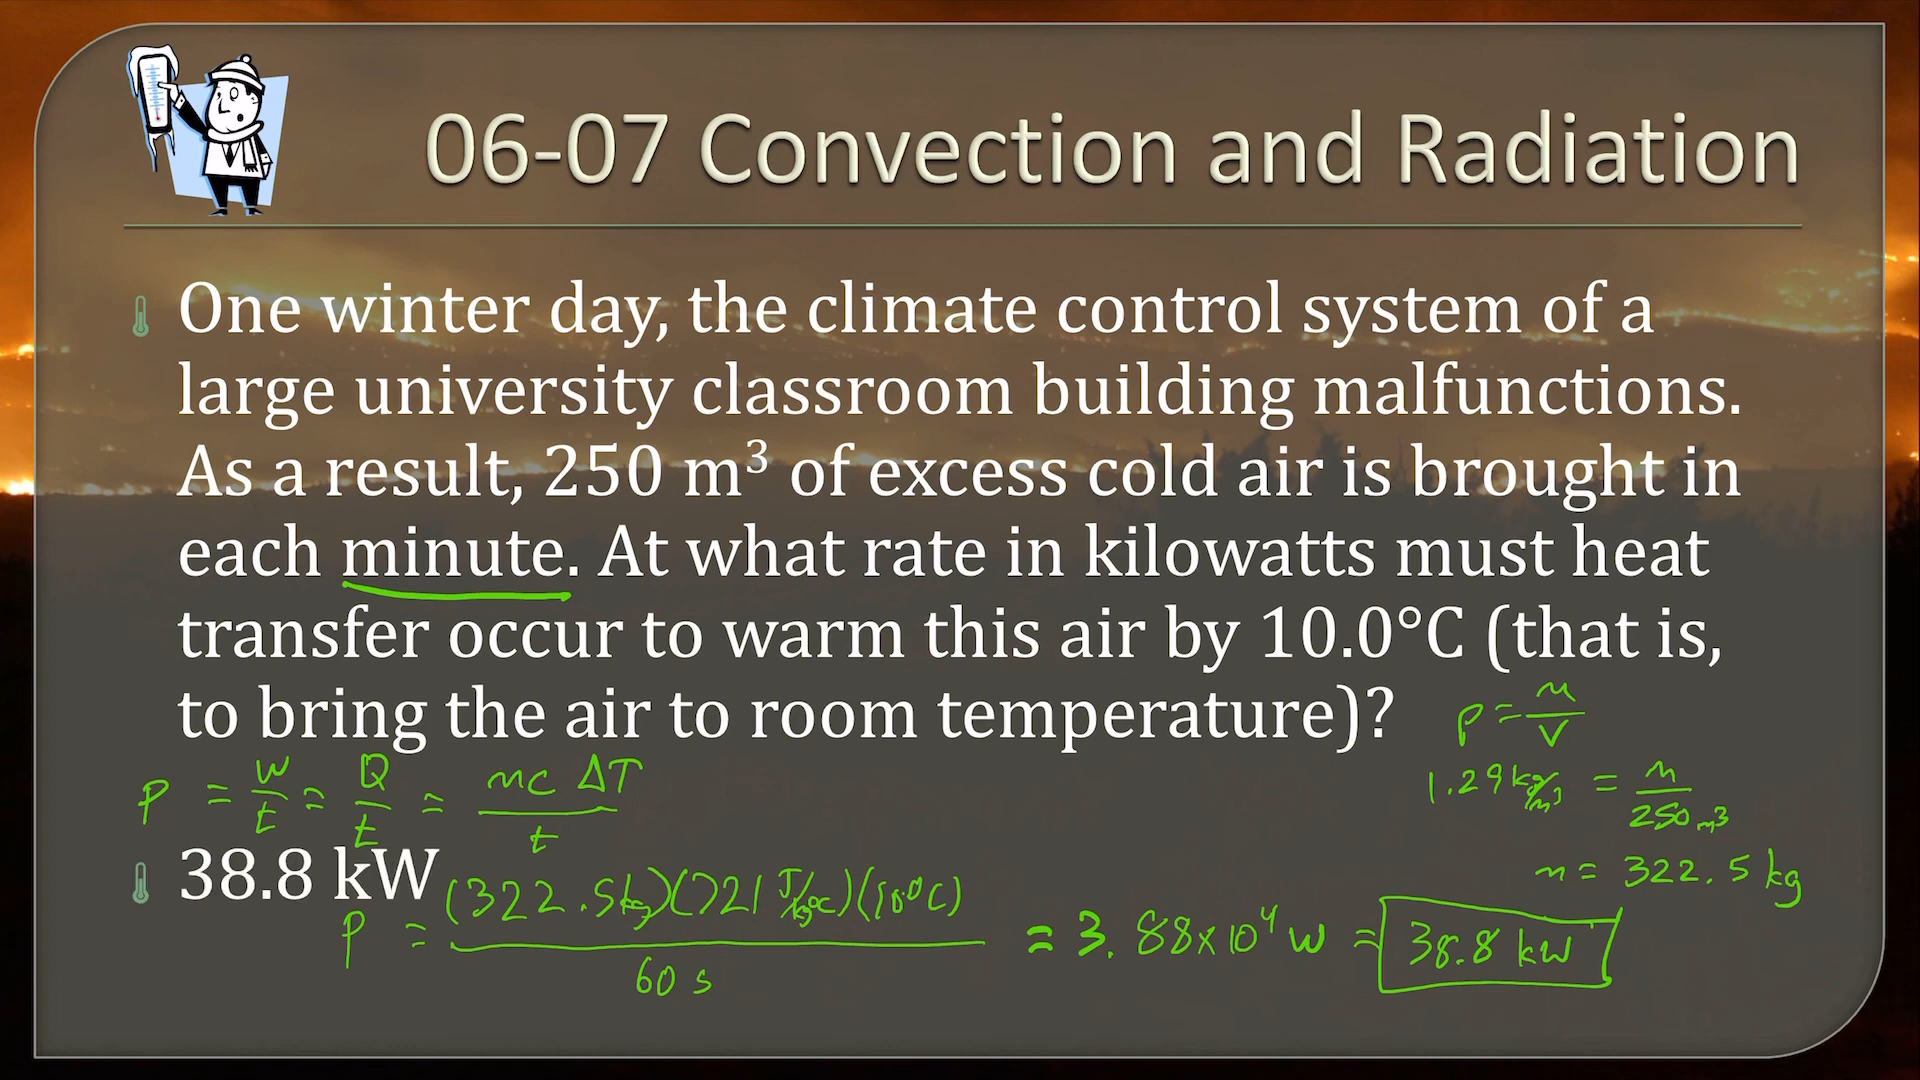 06-07 Convection and Radiation
One winter day, the climate control system of a
large university classroom building malfunctions.
As a result, 250 m³ of excess cold air is brought in
each minute. At what rate in kilowatts must heat
transfer occur to warm this air by 10.0°C (that is,
to bring the air to room temperature)?
ρ = m/V
P = W/t = Q/t = mcΔT/t
1.29 kg/m³ = m/250 m³
38.8 kW
m = 322.5 kg
P = (322.5 kg)(721 J/kg°C)(10°C)/60 s = 3.88x10⁴ W = 38.8 kW